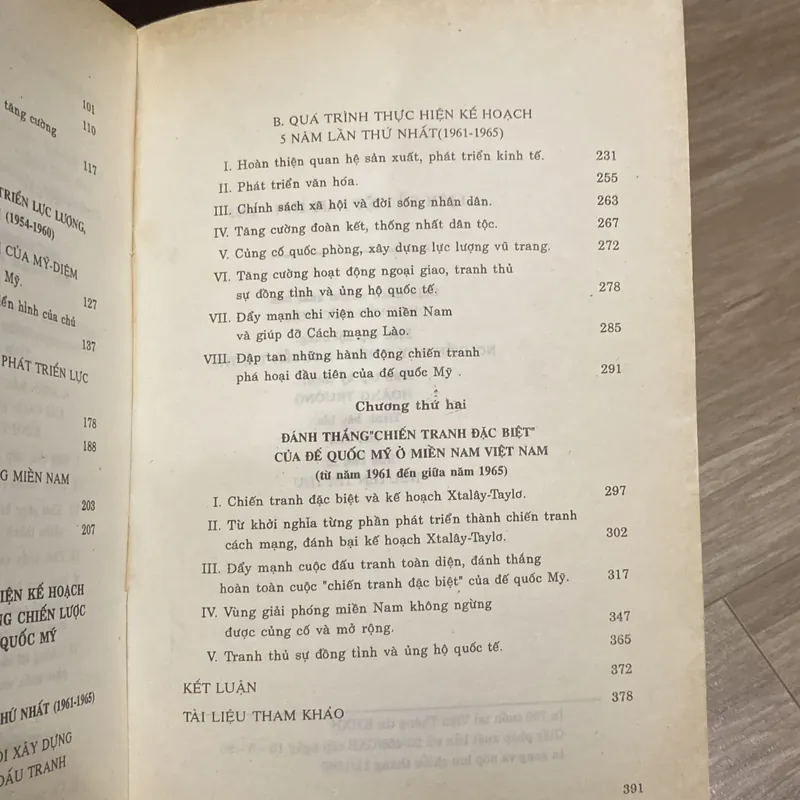 101
tăng cường
110
117
TRIỂN LỰC LƯỢNG,
(1954-1960)
CỦA MỸ-DIỆM
Mỹ.
127
hình của chủ
137
PHÁT TRIỂN LỰC
178
188
MIỀN NAM
203
207
HIỆN KẾ HOẠCH
CHIẾN LƯỢC
QUỐC MỸ
NHẤT (1961-1965)
XÂY DỰNG
ĐẤU TRANH
B. QUÁ TRÌNH THỰC HIỆN KẾ HOẠCH
5 NĂM LẦN THỨ NHẤT(1961-1965)
I. Hoàn thiện quan hệ sản xuất, phát triển kinh tế. 231
II. Phát triển văn hóa. 255
III. Chính sách xã hội và đời sống nhân dân. 263
IV. Tăng cường đoàn kết, thống nhất dân tộc. 267
V. Củng cố quốc phòng, xây dựng lực lượng vũ trang. 272
VI. Tăng cường hoạt động ngoại giao, tranh thủ
sự đồng tình và ủng hộ quốc tế. 278
VII. Đẩy mạnh chi viện cho miền Nam
và giúp đỡ Cách mạng Lào. 285
VIII. Đập tan những hành động chiến tranh
phá hoại đầu tiên của đế quốc Mỹ. 291
Chương thứ hai
ĐÁNH THẮNG"CHIẾN TRANH ĐẶC BIỆT"
CỦA ĐẾ QUỐC MỸ Ở MIỀN NAM VIỆT NAM
(từ năm 1961 đến giữa năm 1965)
I. Chiến tranh đặc biệt và kế hoạch Xtalây-Taylơ. 297
II. Từ khởi nghĩa từng phần phát triển thành chiến tranh
cách mạng, đánh bại kế hoạch Xtalây-Taylơ. 302
III. Đẩy mạnh cuộc đấu tranh toàn diện, đánh thắng
hoàn toàn cuộc "chiến tranh đặc biệt" của đế quốc Mỹ. 317
IV. Vùng giải phóng miền Nam không ngừng
được củng cố và mở rộng. 347
V. Tranh thủ sự đồng tình và ủng hộ quốc tế. 365
KẾT LUẬN 372
TÀI LIỆU THAM KHẢO 378
391